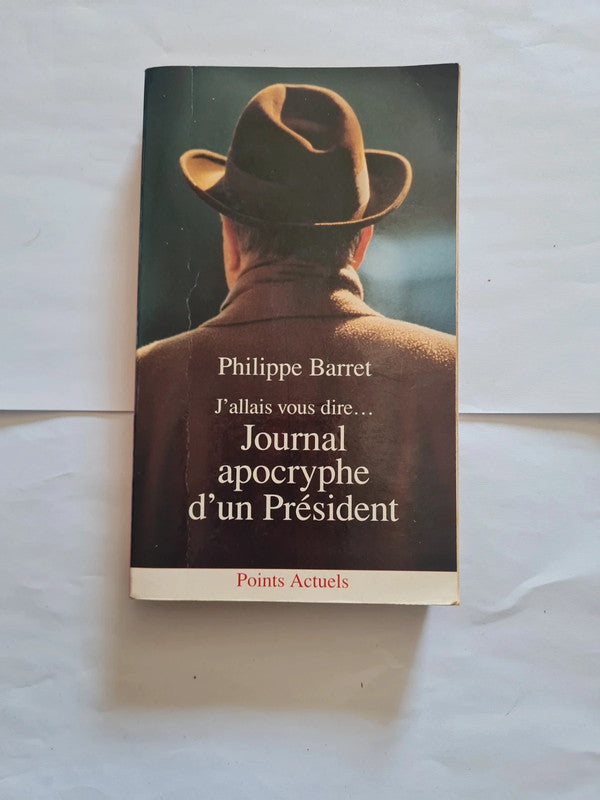 Philippe Barret
J'allais vous dire…
Journal
apocryphe
d'un Président
Points Actuels